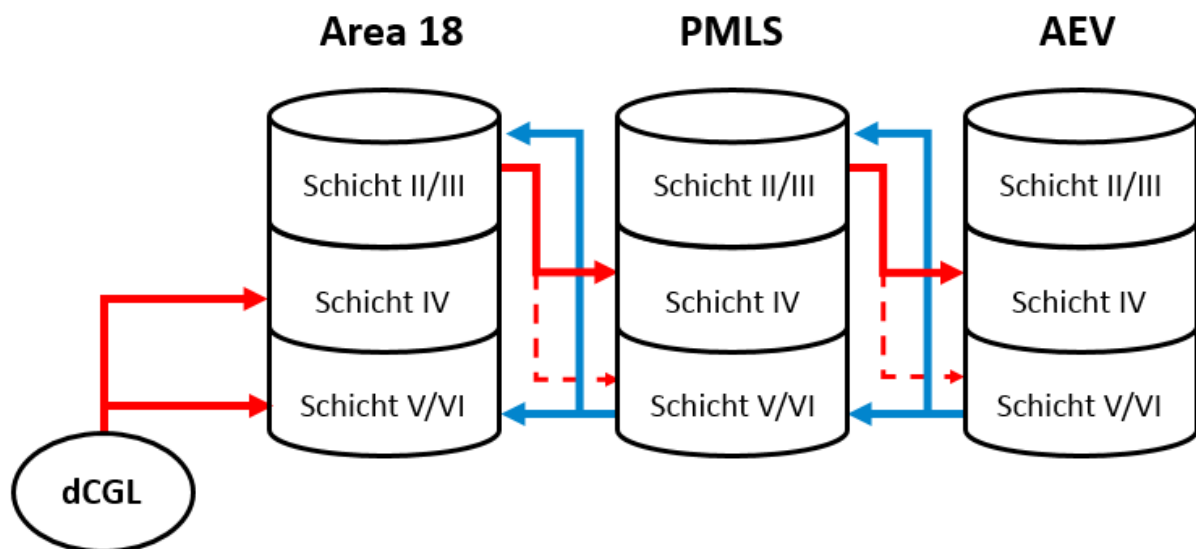 Area 18
PMLS
AEV
Schicht II/III
Schicht II/III
Schicht II/III
Schicht IV
Schicht IV
Schicht IV
Schicht V/VI
Schicht V/VI
Schicht V/VI
dCGL